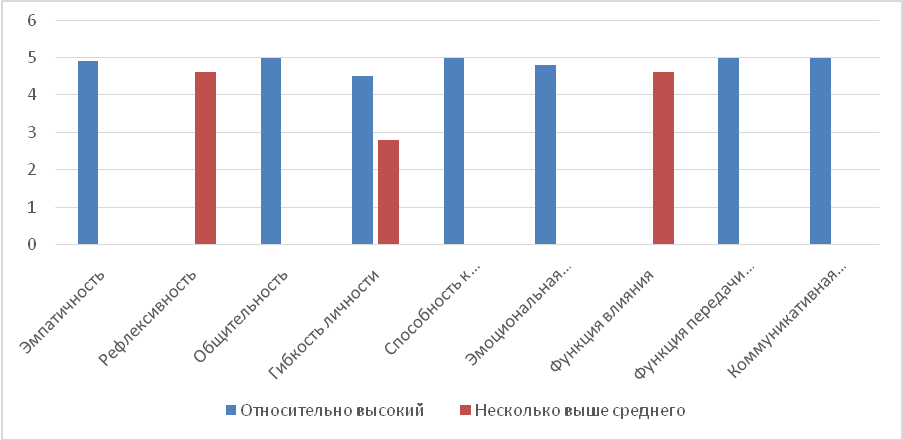 6
5
4
3
2
1
0
Эмпатичность
Рефлексивность
Общительность
Гибкость личности
Способность к...
Эмоциональная...
Функция влияния
Функция передачи...
Коммуникативная...
Относительно высокий
Несколько выше среднего